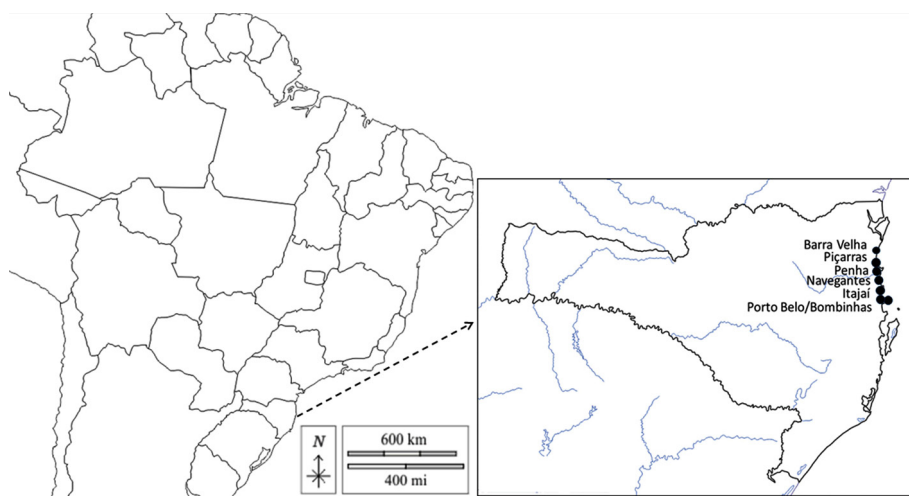 Barra Velha
Piçarras
Penha
Navegantes
Itajaí
Porto Belo/Bombinhas
N
600 km
400 mi